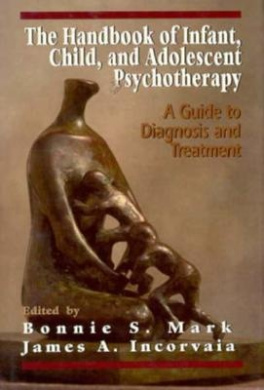 The Handbook of Infant,
Child, and Adolescent
Psychotherapy
A Guide to
Diagnosis and
Treatment
Edited by
Bonnie S. Mark
James A. Incorvaia